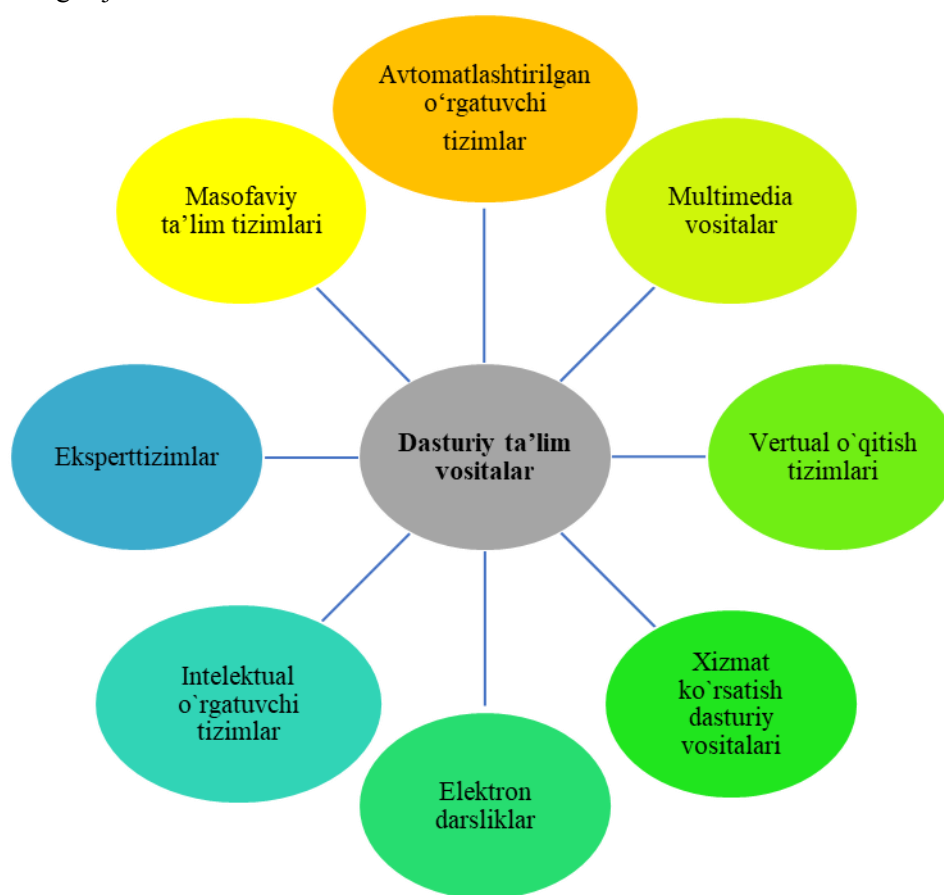 Avtomatlashtirilgan
o‘rgatuvchi
tizimlar
Masofaviy
ta’lim tizimlari
Multimedia
vositalar
Eksperttizimlar
Dasturiy ta’lim
vositalar
Vertual o`qitish
tizimlari
Intelektual
o`rgatuvchi
tizimlar
Xizmat
ko`rsatish
dasturiy
vositalari
Elektron
darsliklar